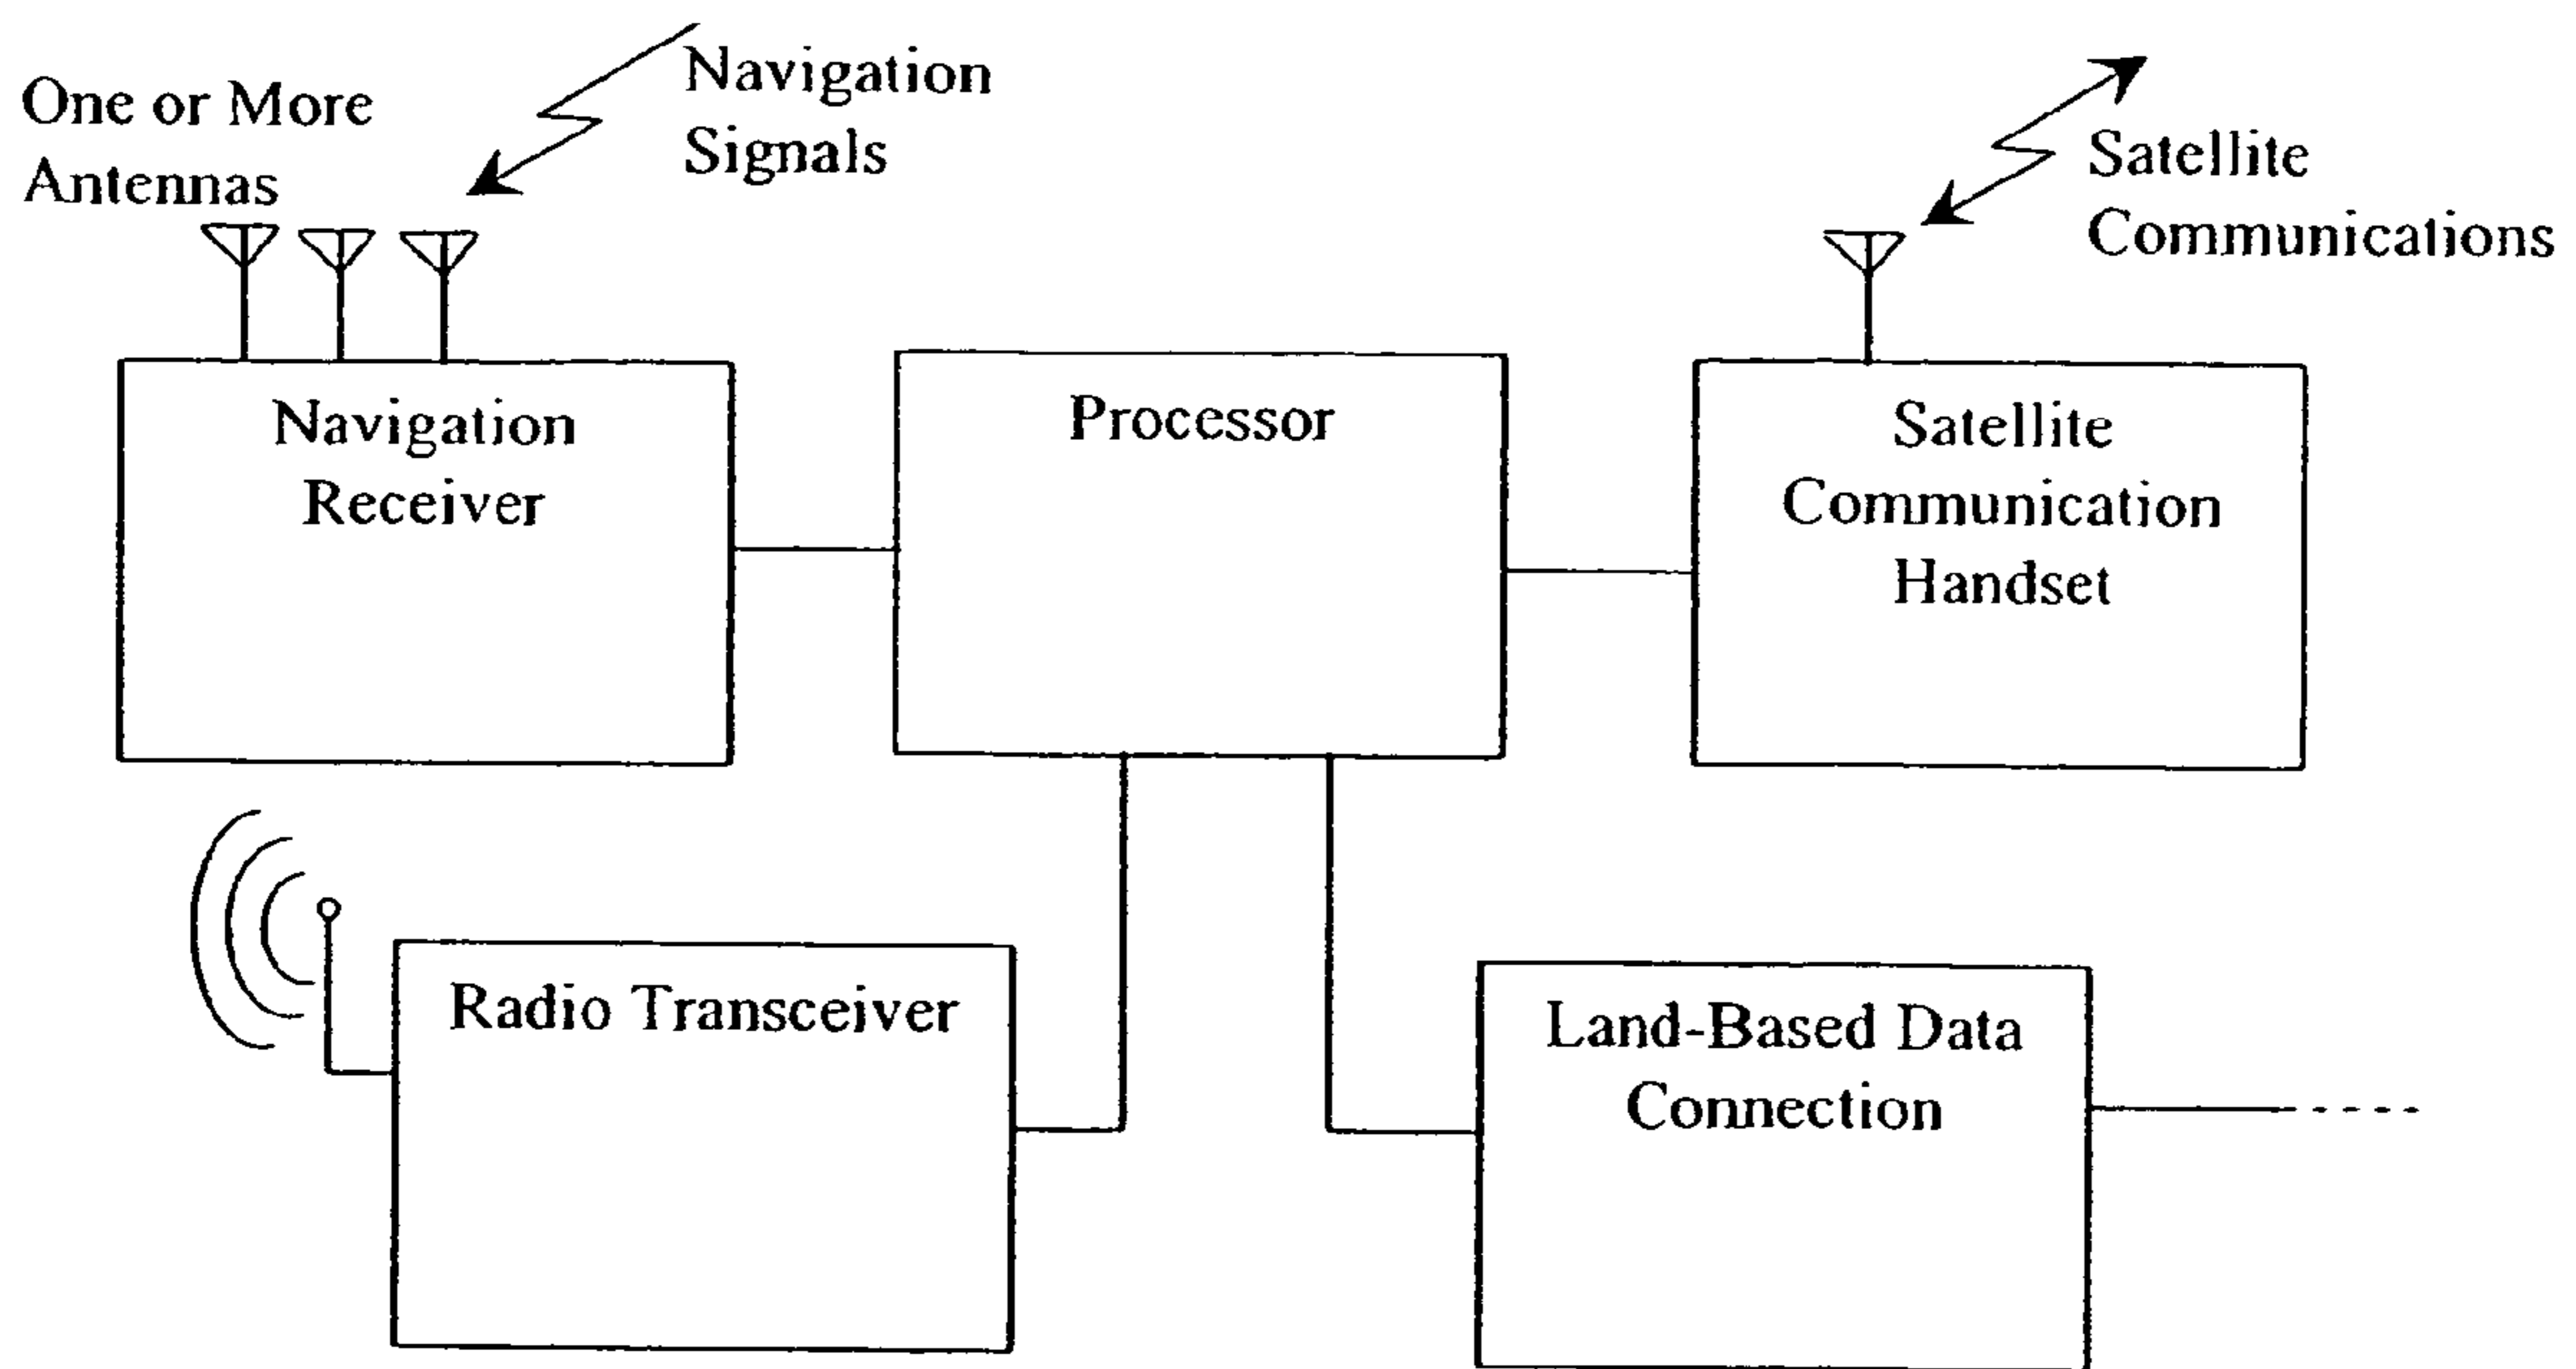 One or More
Antennas
Navigation
Signals
Satellite
Communications
Navigation
Receiver
Processor
Satellite
Communication
Handset
Radio Transceiver
Land-Based Data
Connection